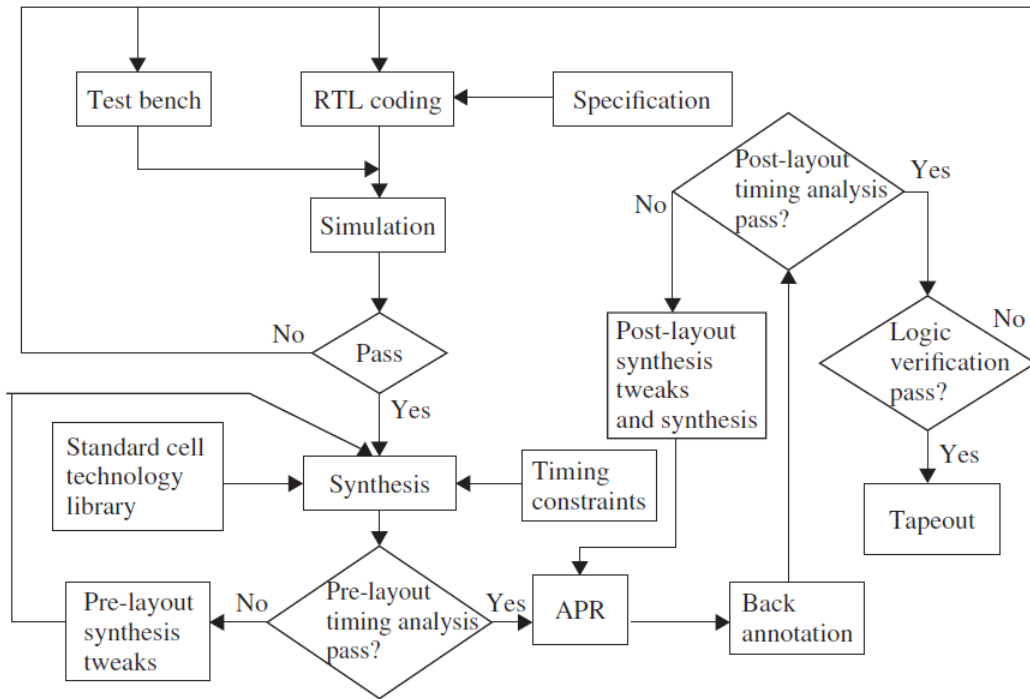 Test bench
RTL coding
Specification
Simulation
Post-layout
timing analysis
pass?
Yes
No
No
Pass
Yes
Post-layout
synthesis
tweaks
and synthesis
Logic
verification
pass?
No
Yes
Tapeout
Standard cell
technology
library
Synthesis
Timing
constraints
Pre-layout
synthesis
tweaks
No
Pre-layout
timing analysis
pass?
Yes
APR
Back
annotation